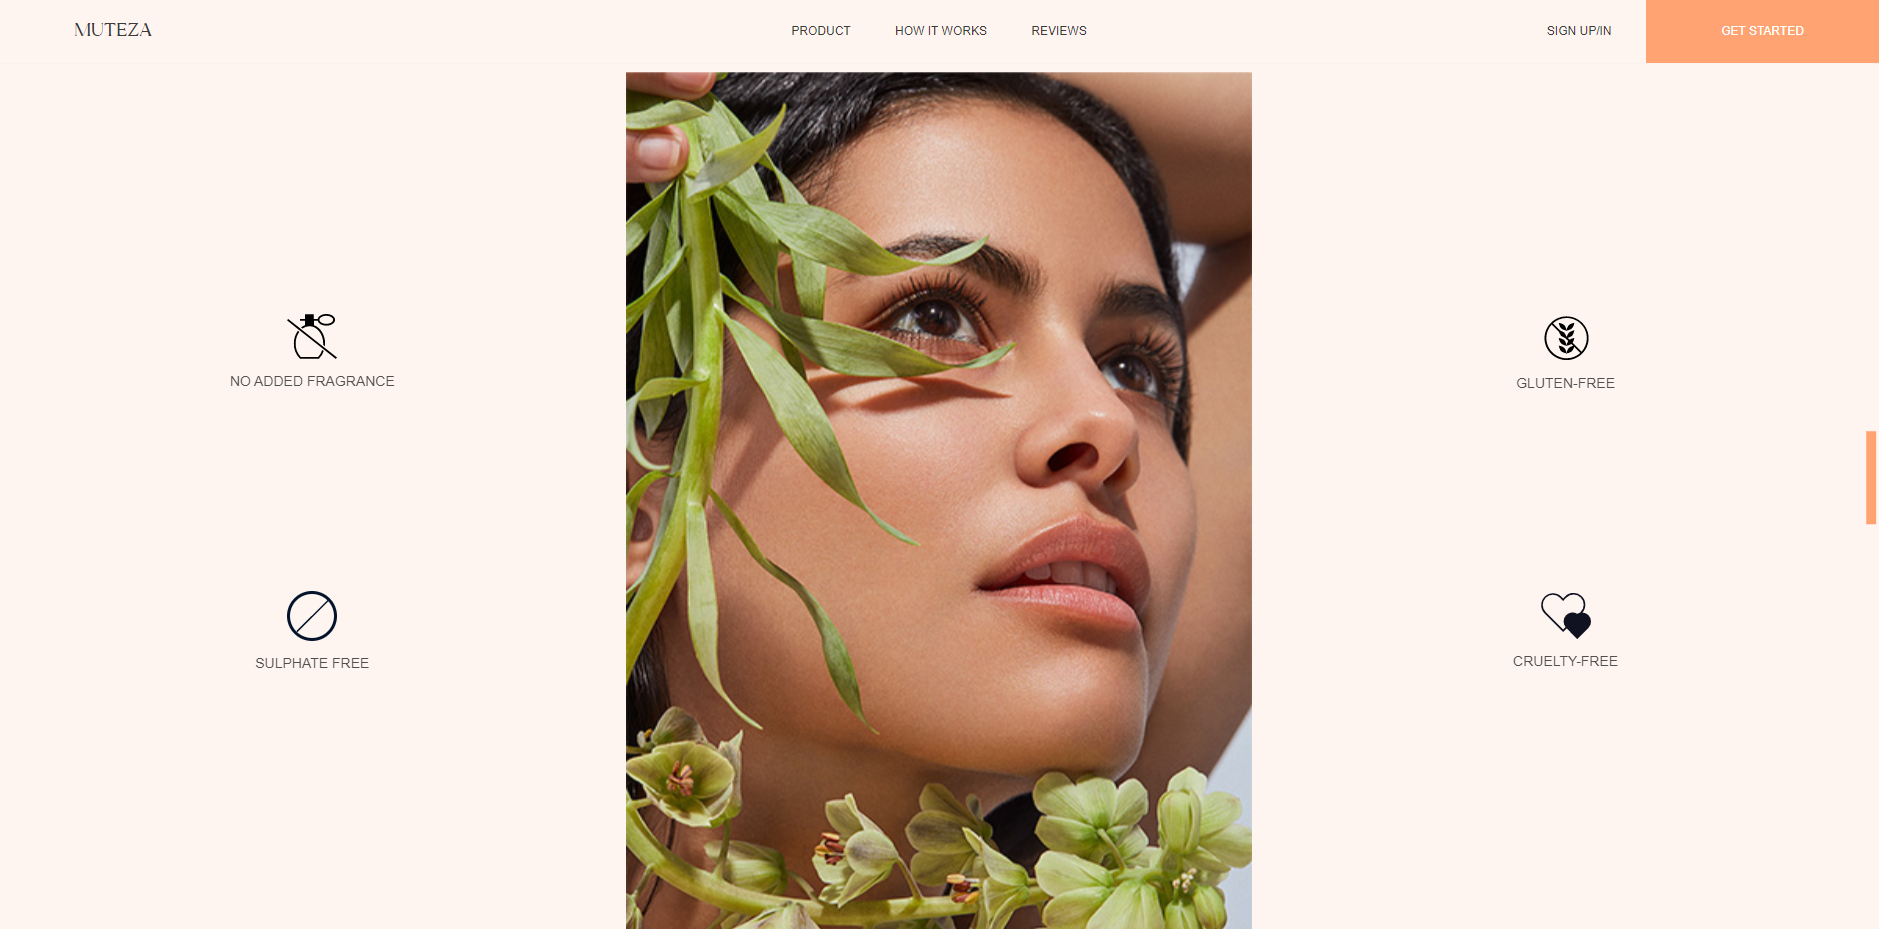 MUTEZA
PRODUCT
HOW IT WORKS
REVIEWS
SIGN UP/IN
GET STARTED
NO ADDED FRAGRANCE
GLUTEN-FREE
SULPHATE FREE
CRUELTY-FREE